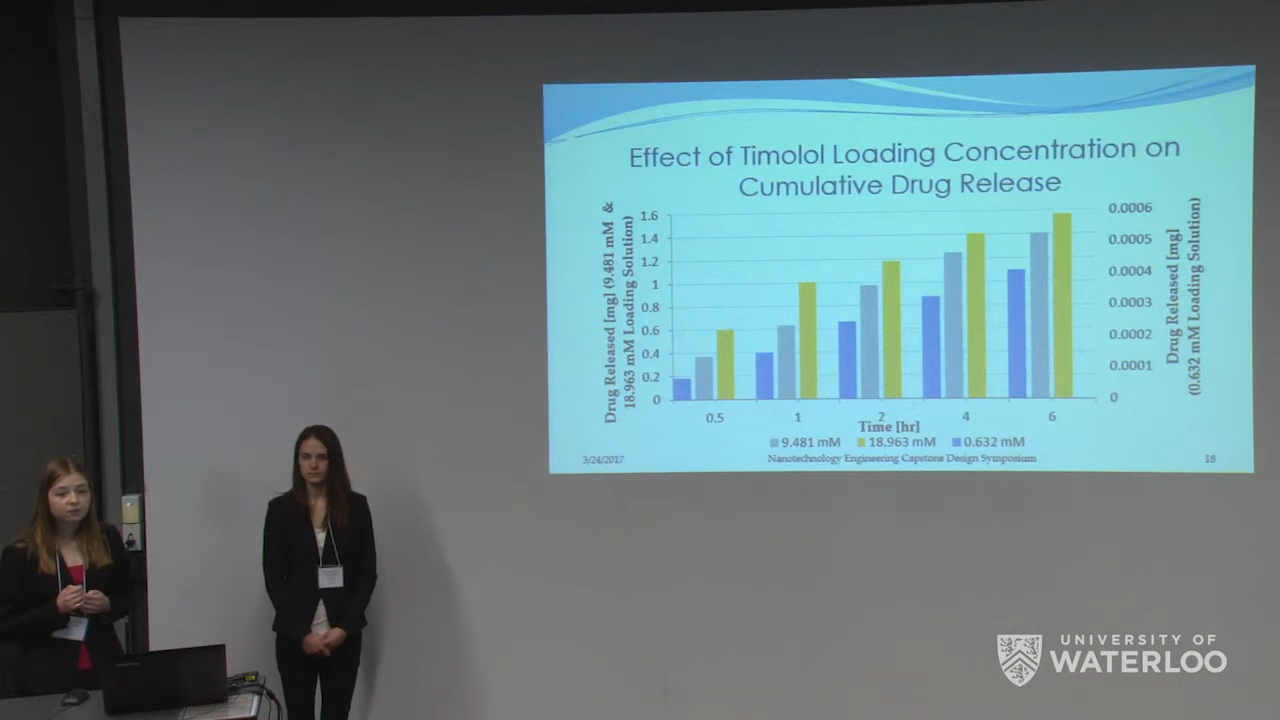 Effect of Timolol Loading Concentration on
Cumulative Drug Release
Drug Released [mg] (9.481 mM &
18.963 mM Loading Solution)
1.6
1.4
1.2
1
0.8
0.6
0.4
0.2
0
0.0006
0.0005
0.0004
0.0003
0.0002
0.0001
0
Drug Released [mg]
(0.632 mM Loading Solution)
0.5 1 2 4 6
Time [hr]
9.481 mM 18.963 mM 0.632 mM
3/24/2017 Nanotechnology Engineering Capstone Design Symposium 18
UNIVERSITY OF
WATERLOO